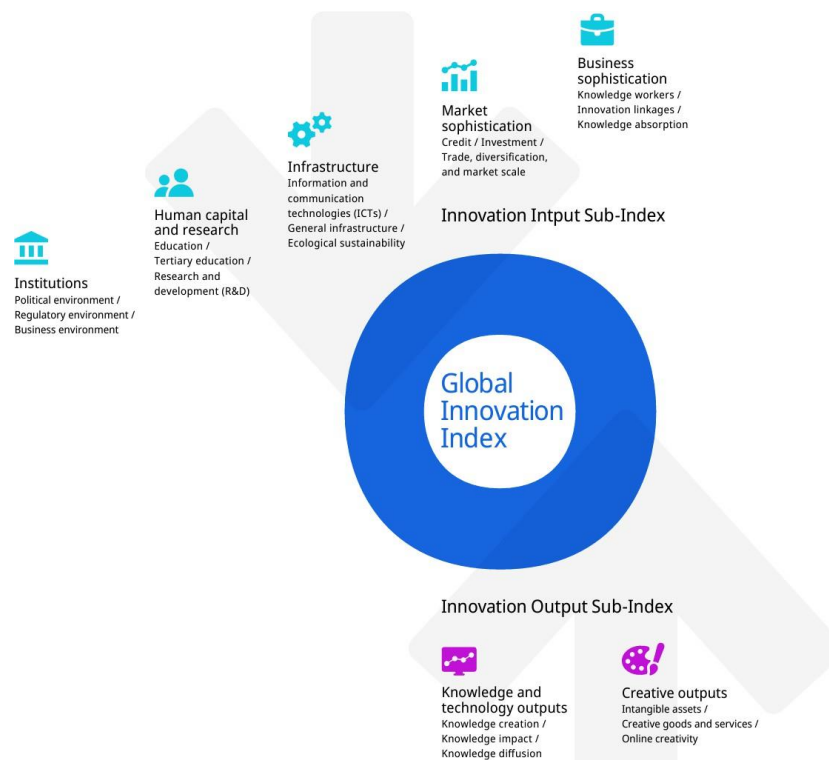 Business
sophistication
Knowledge workers /
Innovation linkages /
Knowledge absorption
Market
sophistication
Credit / Investment /
Trade, diversification,
and market scale
Infrastructure
Information and
communication
technologies (ICTs) /
General infrastructure /
Ecological sustainability
Human capital
and research
Education /
Tertiary education /
Research and
development (R&D)
Institutions
Political environment /
Regulatory environment /
Business environment
Innovation Intput Sub-Index
Global
Innovation
Index
Innovation Output Sub-Index
Knowledge and
technology outputs
Knowledge creation /
Knowledge impact /
Knowledge diffusion
Creative outputs
Intangible assets /
Creative goods and services /
Online creativity